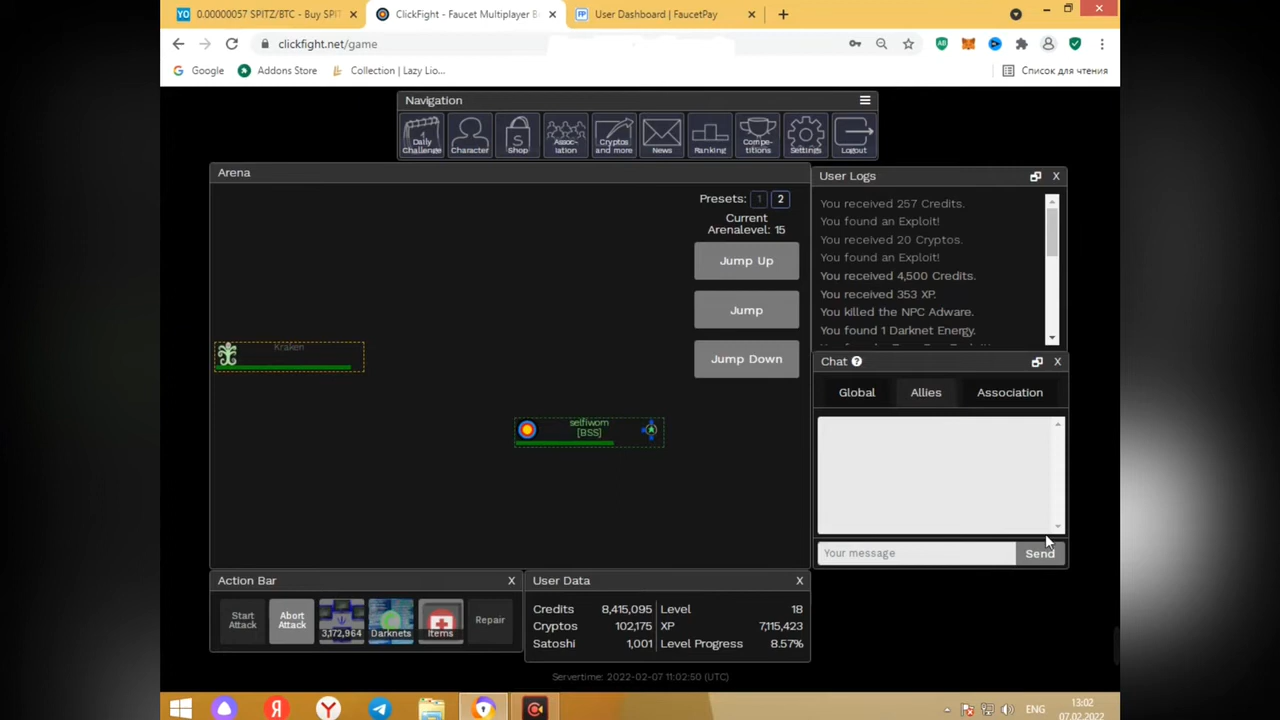 0.00000057 SPITZ/BTC - Buy SPIT
ClickFight - Faucet Multiplayer B
User Dashboard | FaucetPay
clickfight.net/game
Google
Addons Store
Collection | Lazy Lio...
Список для чтения
Navigation
Daily Challenge
Character
Shop
Assoc-iation
Cryptos and more
News
Ranking
Compe-titions
Settings
Logout
Arena
Presets: 1 2
Current
Arenalevel: 15
Jump Up
Jump
Jump Down
Kraken
selfiworn
[BSS]
User Logs
You received 257 Credits.
You found an Exploit!
You received 20 Cryptos.
You found an Exploit!
You received 4,500 Credits.
You received 353 XP.
You killed the NPC Adware.
You found 1 Darknet Energy.
Chat
Global Allies Association
Your message
Send
Action Bar
Start
Attack
Abort
Attack
3,172,964
Darknets
Items
Repair
User Data
Credits 8,415,095 Level 18
Cryptos 102,175 XP 7,115,423
Satoshi 1,001 Level Progress 8.57%
Servertime: 2022-02-07 11:02:50 (UTC)
ENG
13:02
07.02.2022